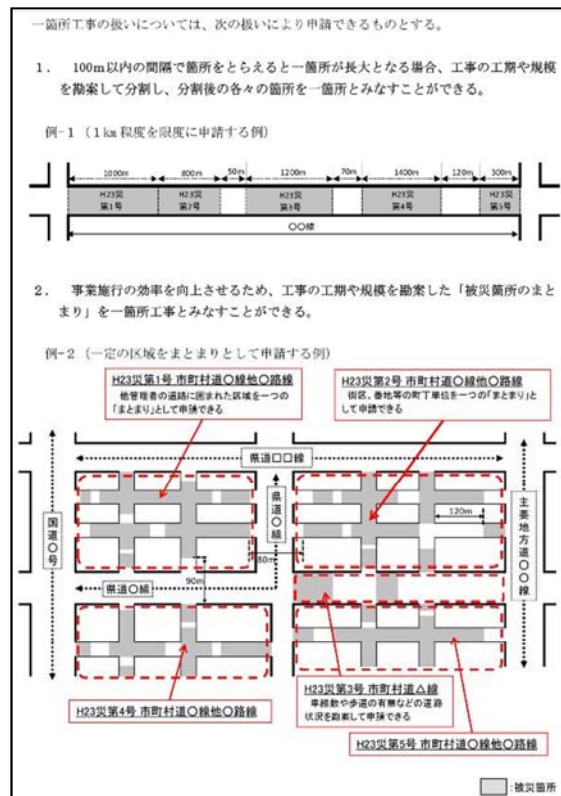 一箇所工事の扱いについては、次の扱いにより申請できるものとする。
１．　100m以内の間隔で箇所をとらえると一箇所が長大となる場合、工事の工期や規模
を勘案して分割し、分割後の各々の箇所を一箇所とみなすことができる。
例-1（1km程度を限度に申請する例）
1000m　800m　50m　1200m　70m　1400m　120m　300m
H23災　H23災　H23災　H23災　H23災
第1号　第2号　第3号　第4号　第5号
〇〇線
２．　事業施行の効率を向上させるため、工事の工期や規模を勘案した「被災箇所のまと
まり」を一箇所工事とみなすことができる。
例-2（一定の区域をまとまりとして申請する例）
H23災第1号 市町村道〇線他〇路線
他管理者の道路に囲まれた区域を一つの
「まとまり」として申請できる
H23災第2号 市町村道〇線他〇路線
街区、番地等の町丁単位を一つの「まとまり」と
して申請できる
県道□□線
国道〇号
県道〇線
120m
主要地方道〇〇線
80m
90m
県道〇線
H23災第3号 市町村道△線
車線数や歩道の有無などの道路
状況を勘案して申請できる
H23災第4号 市町村道〇線他〇路線
H23災第5号 市町村道〇線他〇路線
:被災箇所